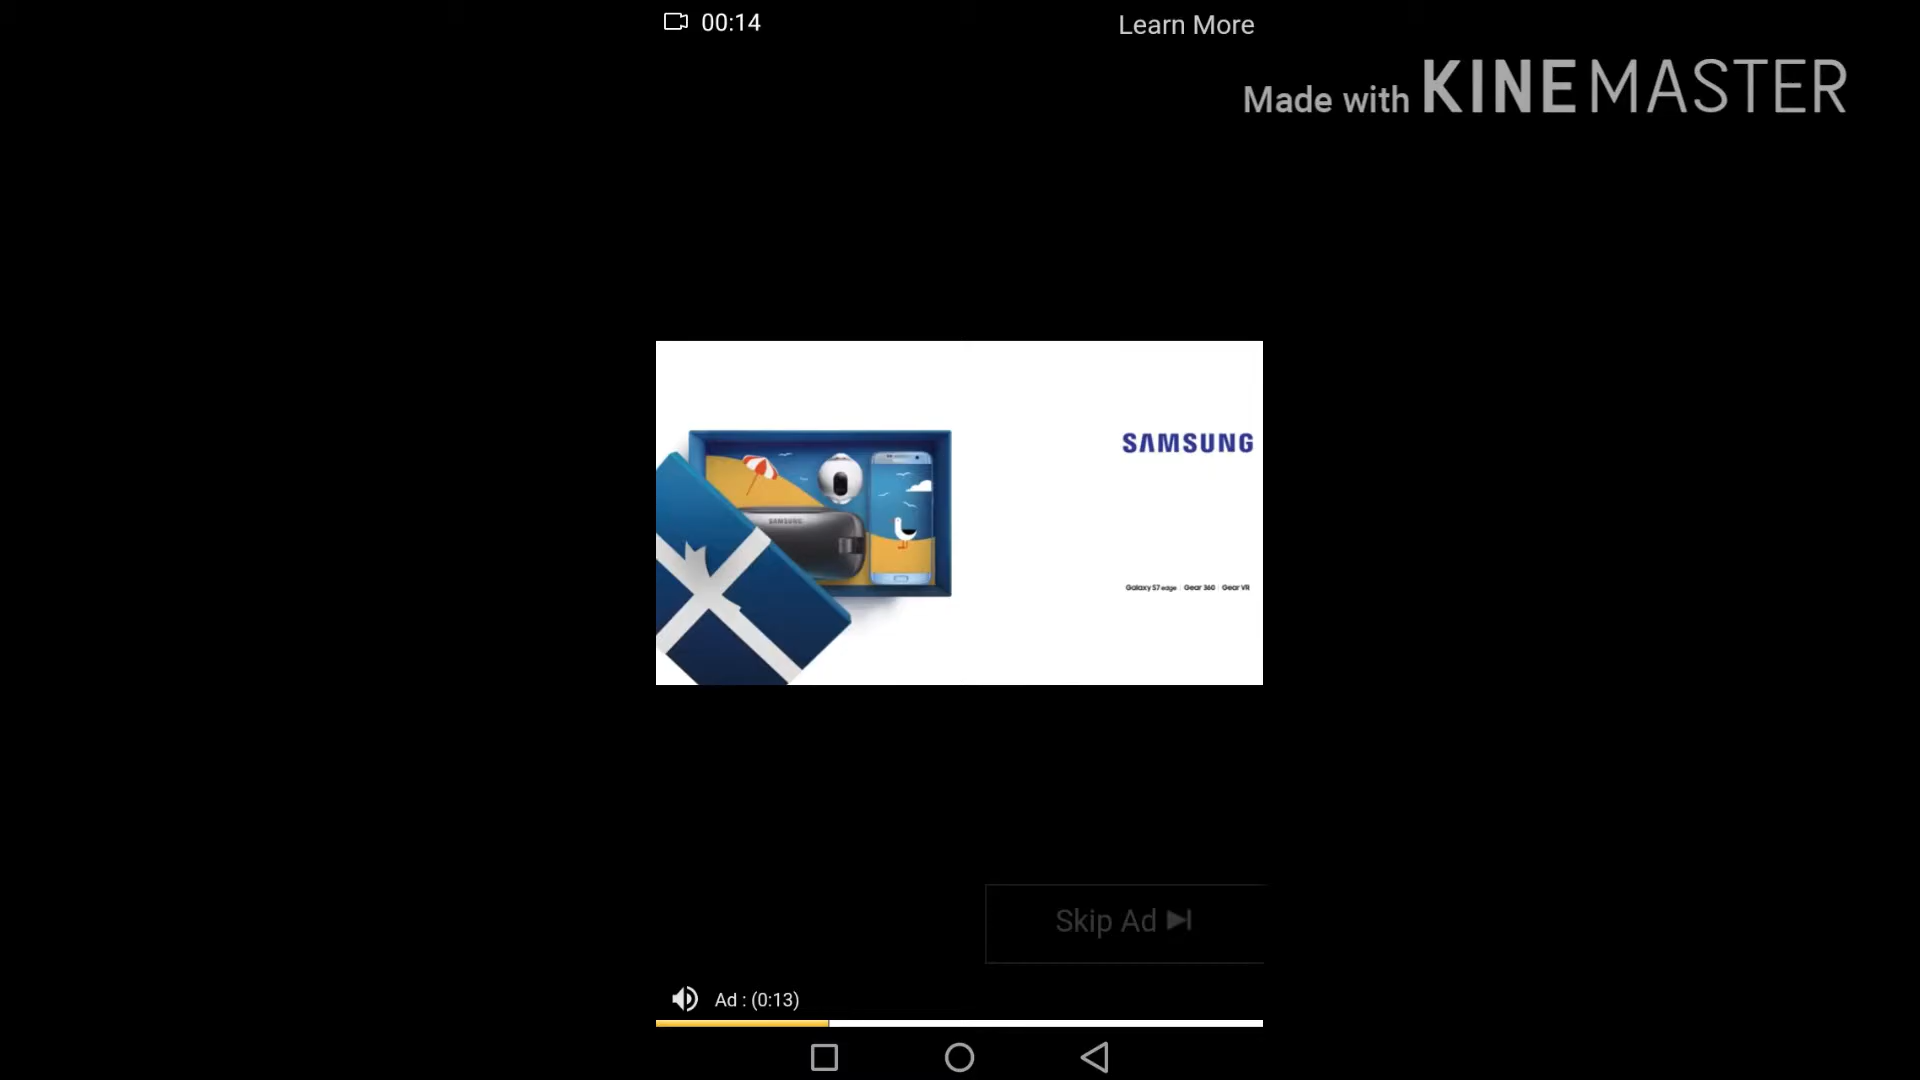 00:14
Learn More
Made with KINEMASTER
SAMSUNG
SAMSUNG
Galaxy S7 edge | Gear 360 | Gear VR
Skip Ad
Ad : (0:13)